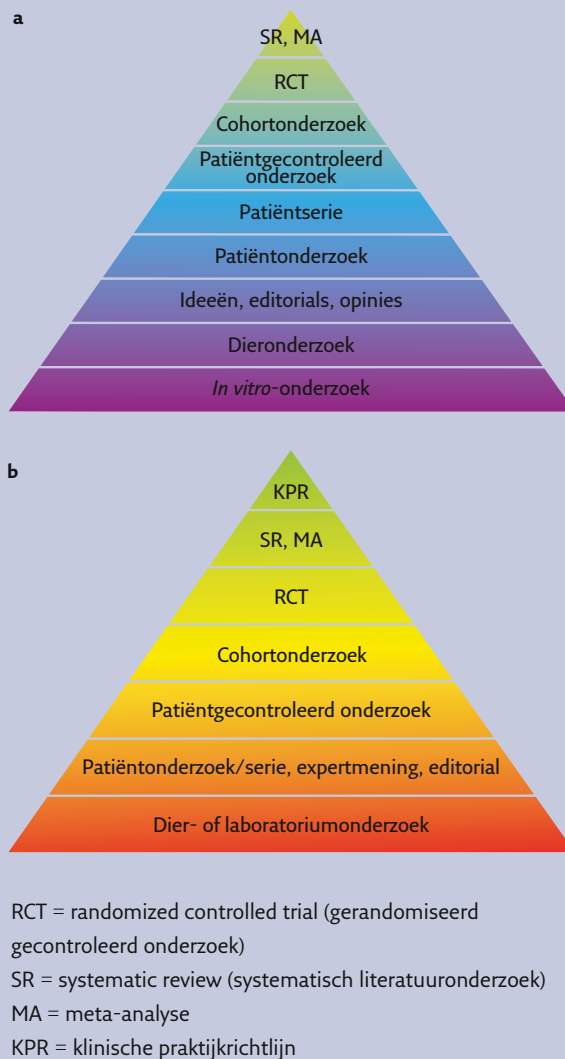 a
SR, MA
RCT
Cohortonderzoek
Patiëntgecontroleerd
onderzoek
Patiëntserie
Patiëntonderzoek
Ideeën, editorials, opinies
Dieronderzoek
In vitro-onderzoek
b
KPR
SR, MA
RCT
Cohortonderzoek
Patiëntgecontroleerd onderzoek
Patiëntonderzoek/serie, expertmening, editorial
Dier- of laboratoriumonderzoek
RCT = randomized controlled trial (gerandomiseerd
gecontroleerd onderzoek)
SR = systematic review (systematisch literatuuronderzoek)
MA = meta-analyse
KPR = klinische praktijkrichtlijn